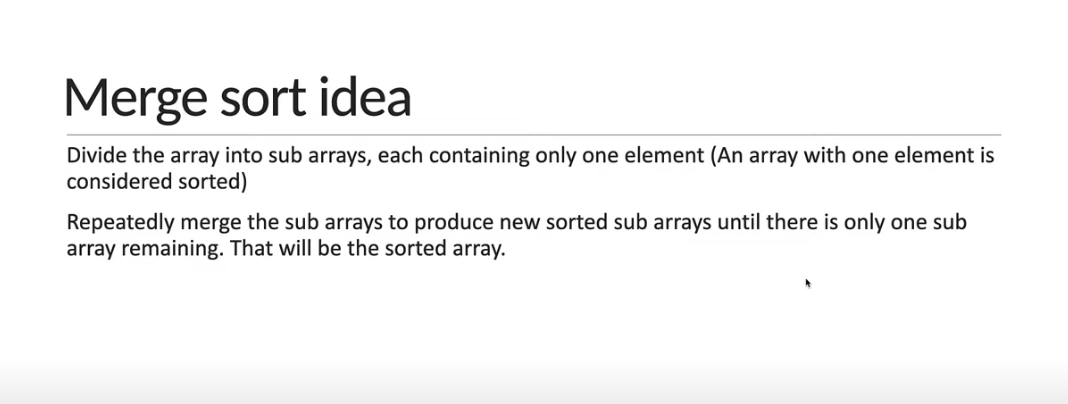 Merge sort idea
Divide the array into sub arrays, each containing only one element (An array with one element is
considered sorted)
Repeatedly merge the sub arrays to produce new sorted sub arrays until there is only one sub
array remaining. That will be the sorted array.